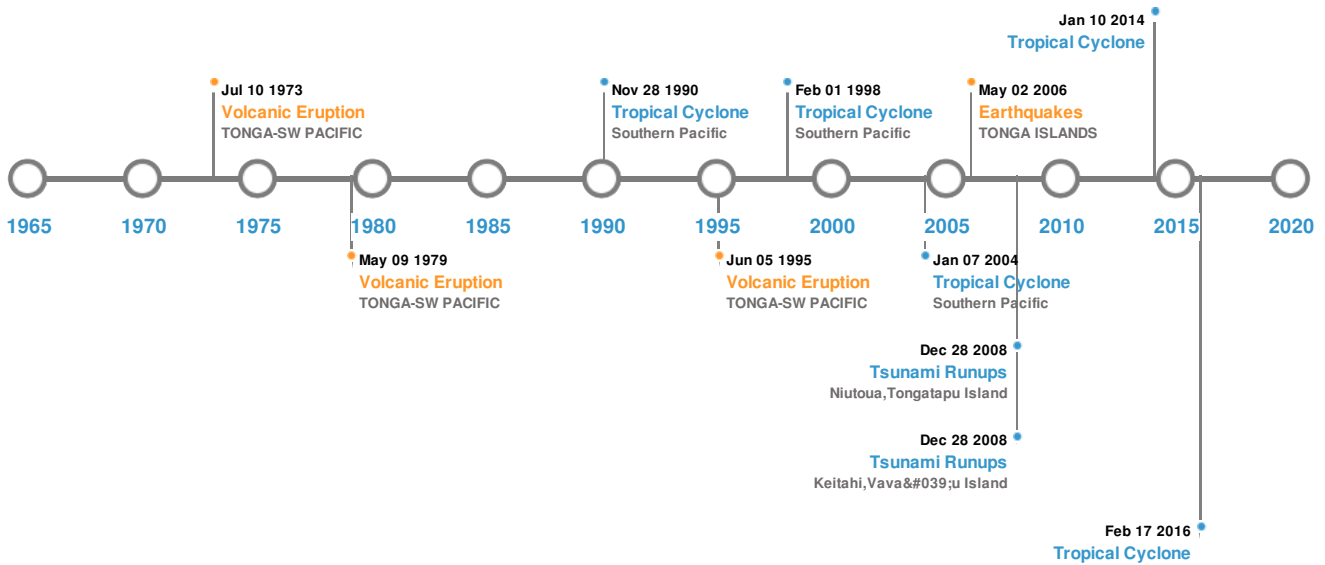 Jan 10 2014
Tropical Cyclone
Jul 10 1973
Volcanic Eruption
TONGA-SW PACIFIC
Nov 28 1990
Tropical Cyclone
Southern Pacific
Feb 01 1998
Tropical Cyclone
Southern Pacific
May 02 2006
Earthquakes
TONGA ISLANDS
1965 1970 1975 1980 1985 1990 1995 2000 2005 2010 2015 2020
May 09 1979
Volcanic Eruption
TONGA-SW PACIFIC
Jun 05 1995
Volcanic Eruption
TONGA-SW PACIFIC
Jan 07 2004
Tropical Cyclone
Southern Pacific
Dec 28 2008
Tsunami Runups
Niutoua,Tongatapu Island
Dec 28 2008
Tsunami Runups
Keitahi,Vava&#039;u Island
Feb 17 2016
Tropical Cyclone